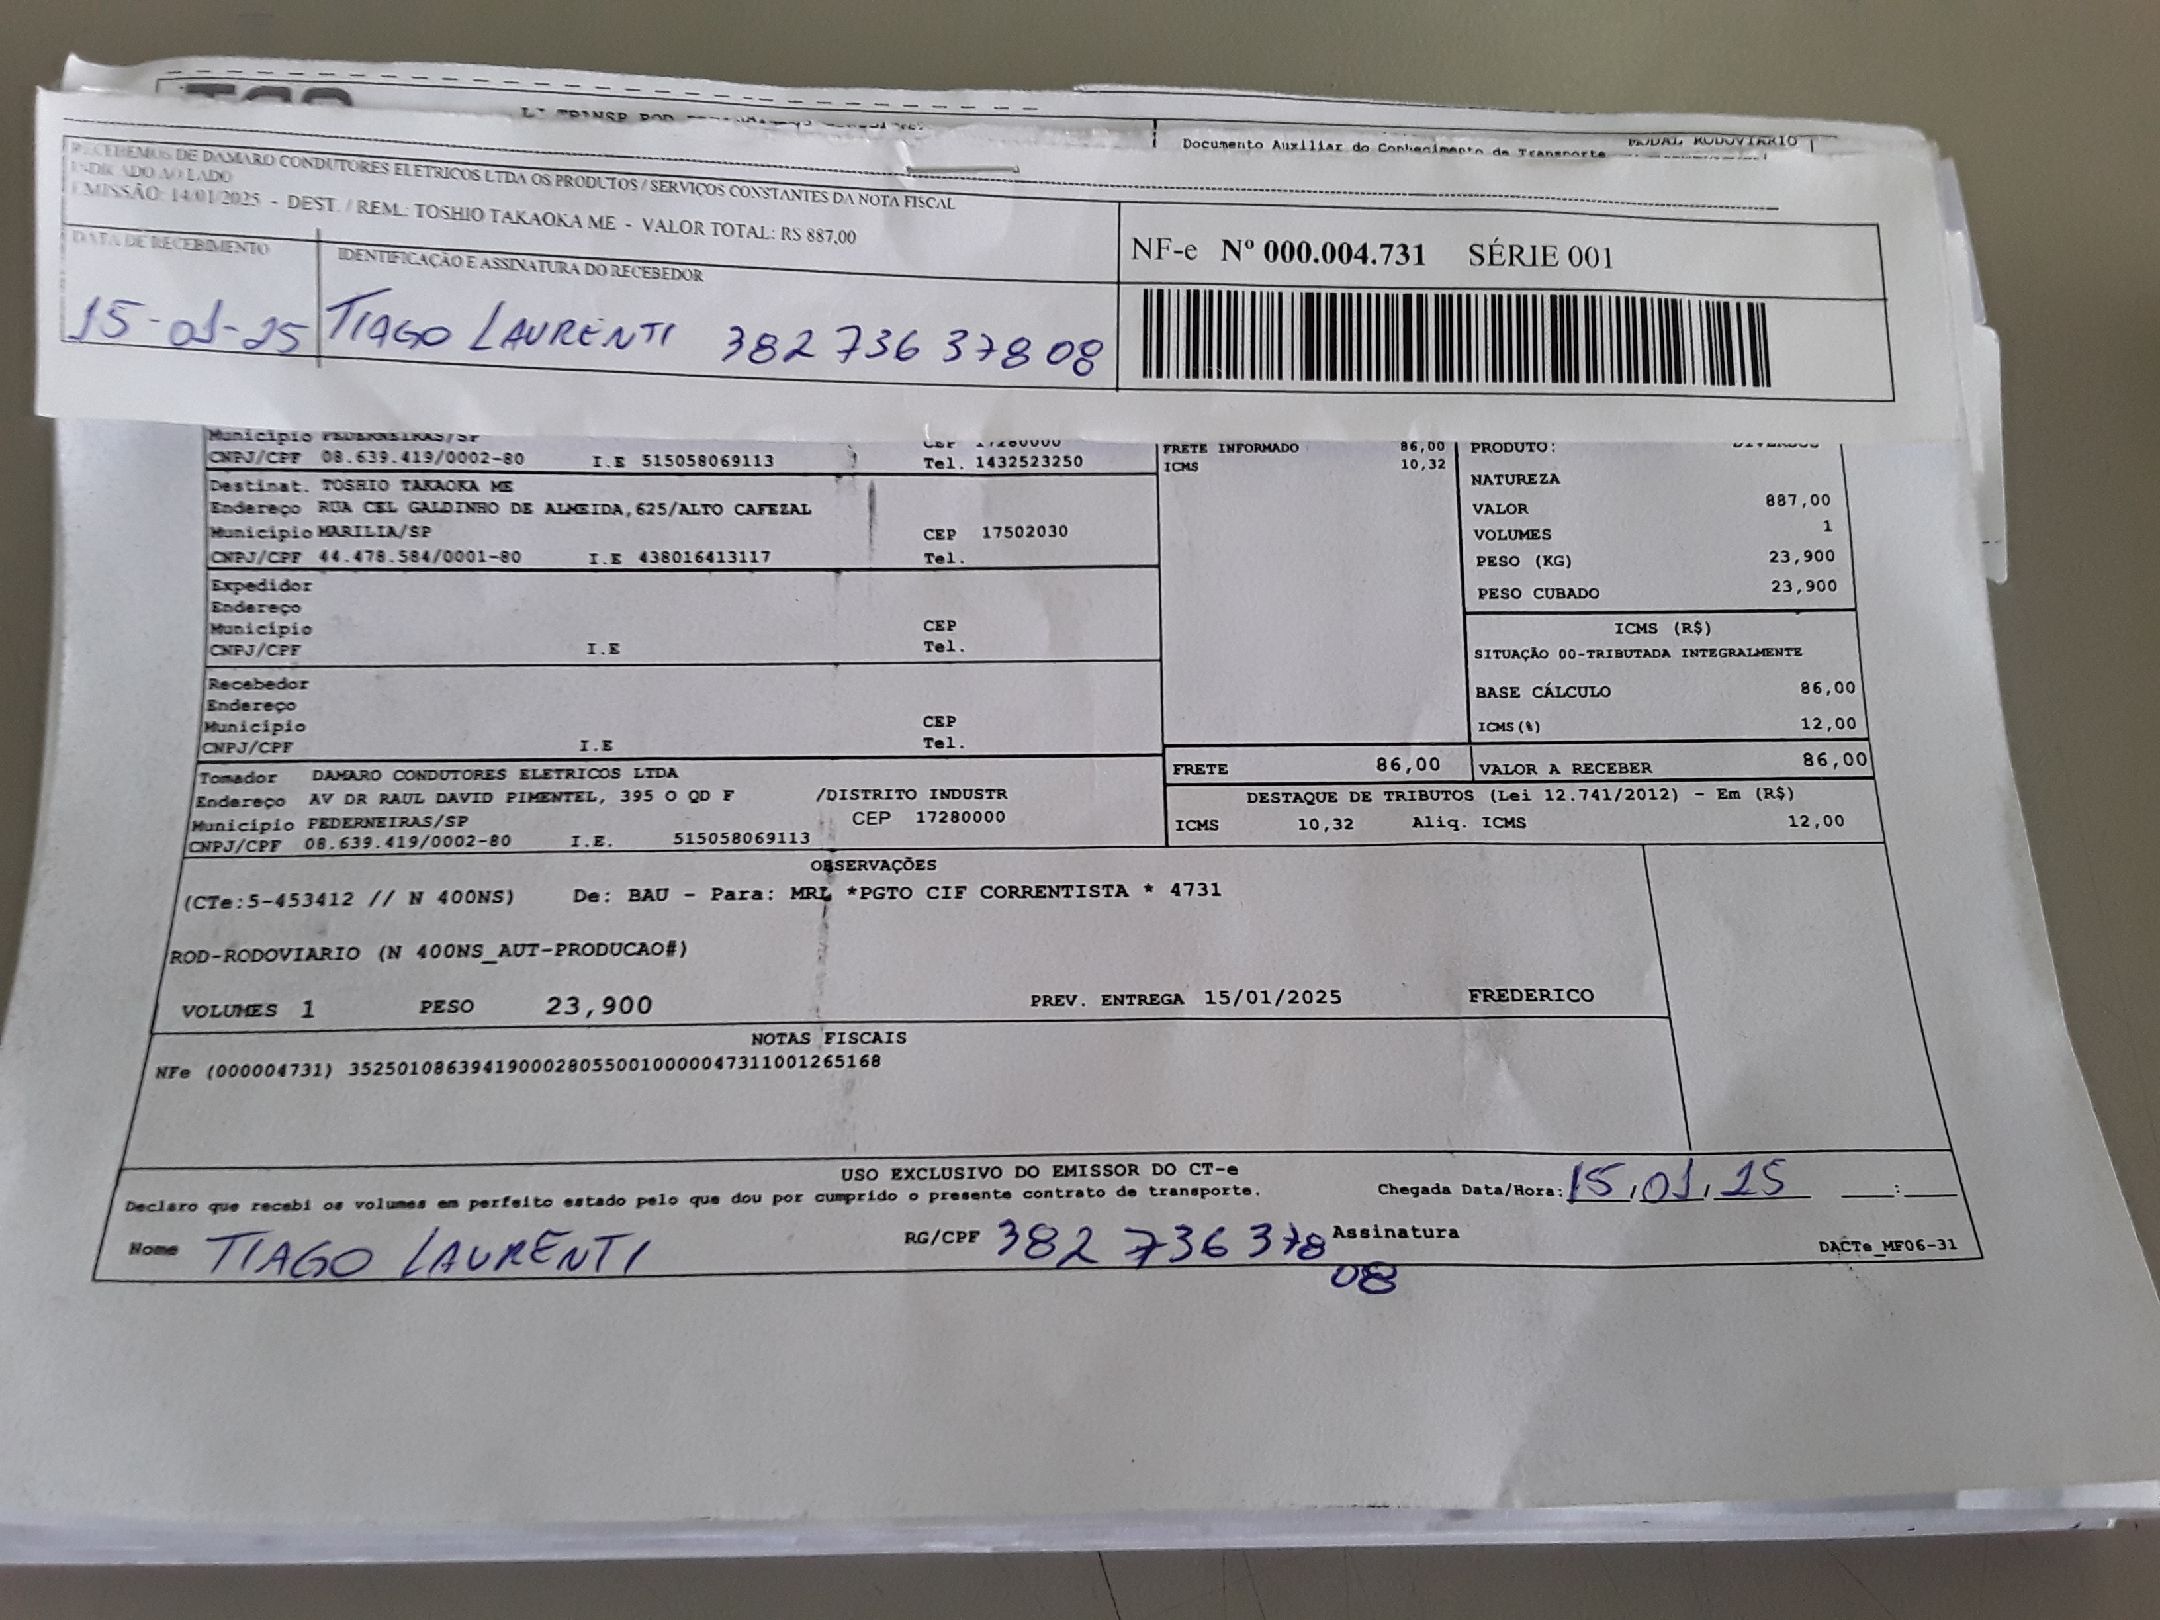 Documento Auxiliar do Conhecimento de Transporte
MODAL RODOVIÁRIO
RECEBEMOS DE DAMARO CONDUTORES ELETRICOS LTDA OS PRODUTOS / SERVIÇOS CONSTANTES DA NOTA FISCAL
INDICADO AO LADO
EMISSÃO: 14/01/2025 - DEST. / REM.: TOSHIO TAKAOKA ME - VALOR TOTAL: R$ 887,00
DATA DE RECEBIMENTO
IDENTIFICAÇÃO E ASSINATURA DO RECEBEDOR
15-01-25 TIAGO LAURENTI 382 736 378 08
NF-e Nº 000.004.731 SÉRIE 001
Município PEDERNEIRAS/SP CEP 17280000
CNPJ/CPF 08.639.419/0002-80 I.E 515058069113 Tel. 1432523250
Destinat. TOSHIO TAKAOKA ME
Endereço RUA CEL GALDINHO DE ALMEIDA,625/ALTO CAFEZAL
Município MARILIA/SP CEP 17502030
CNPJ/CPF 44.478.584/0001-80 I.E 438016413117 Tel.
Expedidor
Endereço
Município CEP
CNPJ/CPF I.E Tel.
Recebedor
Endereço
Município CEP
CNPJ/CPF I.E Tel.
Tomador DAMARO CONDUTORES ELETRICOS LTDA
Endereço AV DR RAUL DAVID PIMENTEL, 395 O QD F /DISTRITO INDUSTR
Município PEDERNEIRAS/SP CEP 17280000
CNPJ/CPF 08.639.419/0002-80 I.E. 515058069113
FRETE INFORMADO 86,00
ICMS 10,32
PRODUTO: DIVERSOS
NATUREZA
VALOR 887,00
VOLUMES 1
PESO (KG) 23,900
PESO CUBADO 23,900
ICMS (R$)
SITUAÇÃO 00-TRIBUTADA INTEGRALMENTE
BASE CÁLCULO 86,00
ICMS(%) 12,00
FRETE 86,00 VALOR A RECEBER 86,00
DESTAQUE DE TRIBUTOS (Lei 12.741/2012) - Em (R$)
ICMS 10,32 Aliq. ICMS 12,00
OBSERVAÇÕES
(CTe:5-453412 // N 400NS) De: BAU - Para: MRL *PGTO CIF CORRENTISTA * 4731
ROD-RODOVIARIO (N 400NS_AUT-PRODUCAO#)
VOLUMES 1 PESO 23,900 PREV. ENTREGA 15/01/2025 FREDERICO
NOTAS FISCAIS
NFe (000004731) 35250108639419000280550010000047311001265168
USO EXCLUSIVO DO EMISSOR DO CT-e
Declaro que recebi os volumes em perfeito estado pelo que dou por cumprido o presente contrato de transporte. Chegada Data/Hora: 15,01,25 :
Nome TIAGO LAURENTI RG/CPF 382 736 378 Assinatura
08
DACTe_MF06-31